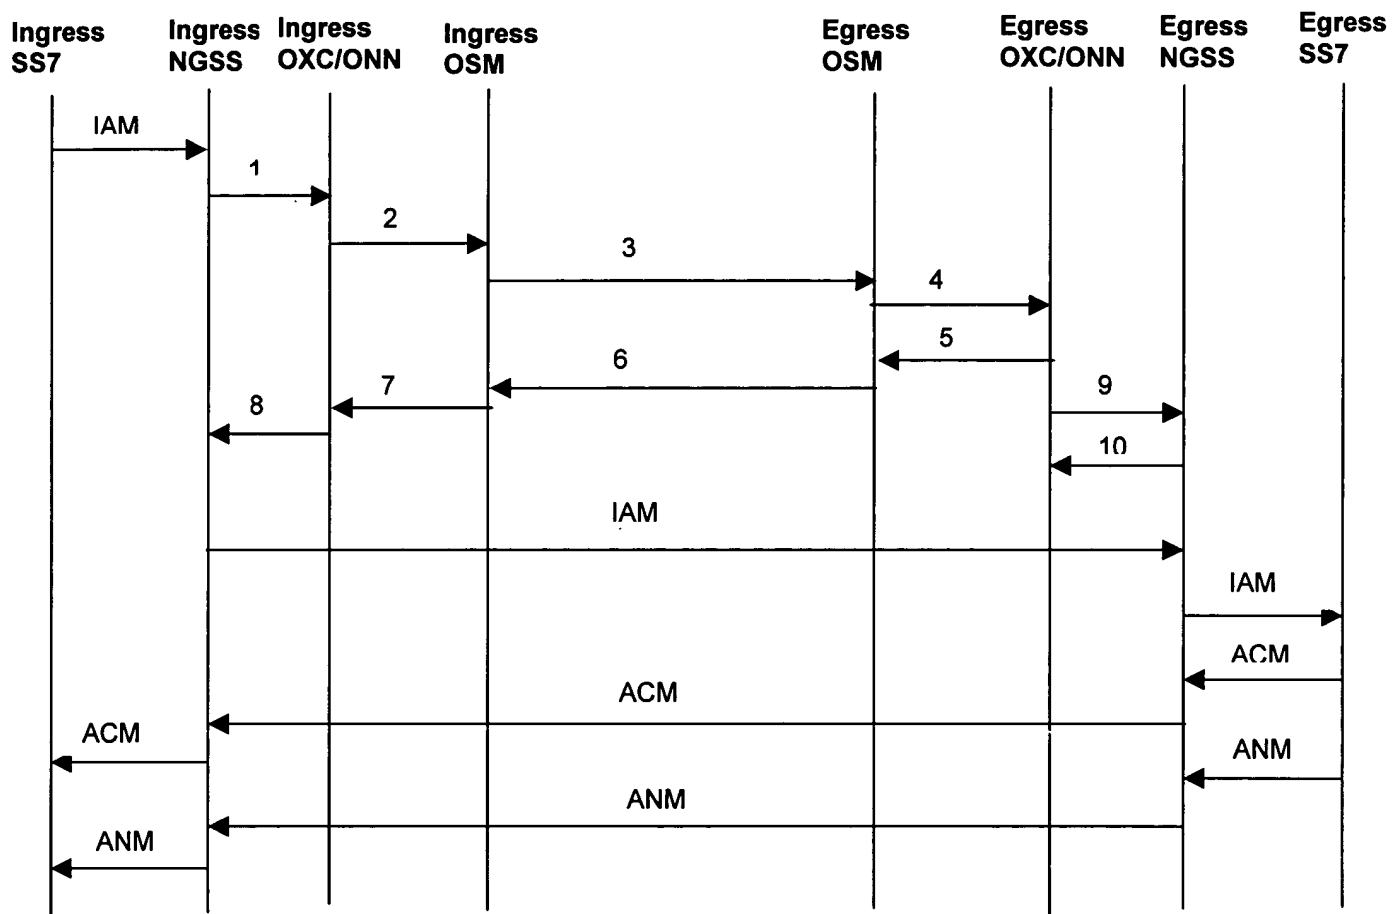 Ingress
SS7
Ingress
NGSS
Ingress
OXC/ONN
Ingress
OSM
Egress
OSM
Egress
OXC/ONN
Egress
NGSS
Egress
SS7
IAM
1
2
3
4
5
6
7
8
9
10
IAM
IAM
ACM
ACM
ACM
ANM
ANM
ANM